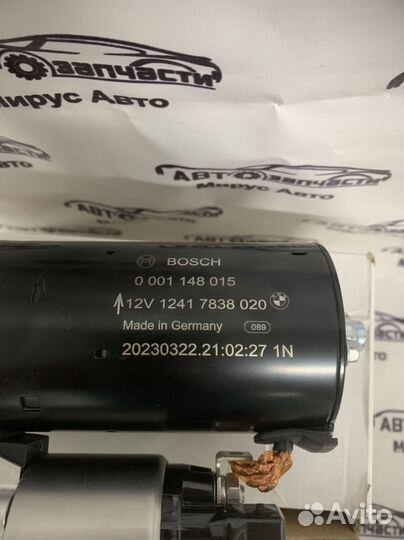 запчасти
Мирус Авто
АВТОЗАПЧАСТИ
Мирус Авто
BOSCH
0 001 148 015
12V 1241 7838 020
Made in Germany 089
20230322.21:02:27 1N
Avito